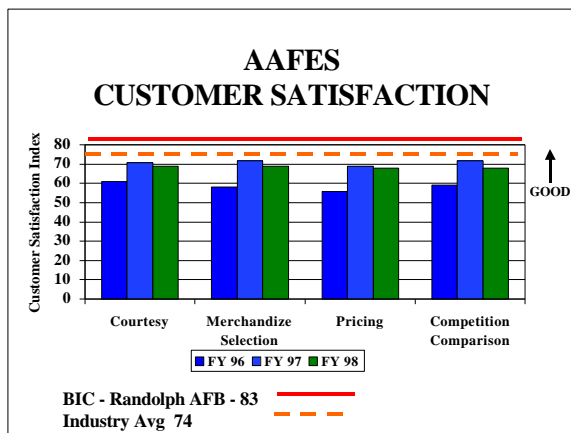 AAFES
CUSTOMER SATISFACTION
Customer Satisfaction Index
80
70
60
50
40
30
20
10
0
GOOD
Courtesy
Merchandize
Selection
Pricing
Competition
Comparison
FY 96 FY 97 FY 98
BIC - Randolph AFB - 83
Industry Avg 74